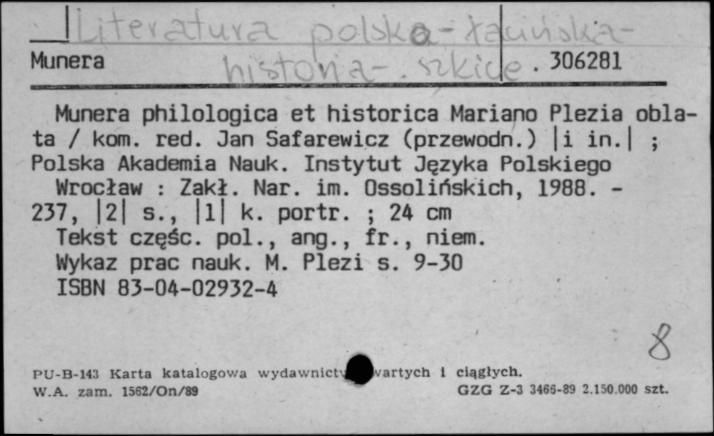 Literatura polsko-łacińska-
Munera historia-szkice . 306281
Munera philologica et historica Mariano Plezia obla-
ta / kom. red. Jan Safarewicz (przewodn.) |i in.| ;
Polska Akademia Nauk. Instytut Języka Polskiego
Wrocław : Zakł. Nar. im. Ossolińskich, 1988. -
237, |2| s., |1| k. portr. ; 24 cm
Tekst częśc. pol., ang., fr., niem.
Wykaz prac nauk. M. Plezi s. 9-30
ISBN 83-04-02932-4
8
PU-B-143 Karta katalogowa wydawnictw zwartych i ciągłych.
W.A. zam. 1562/On/89 GZG Z-3 3466-89 2.150.000 szt.